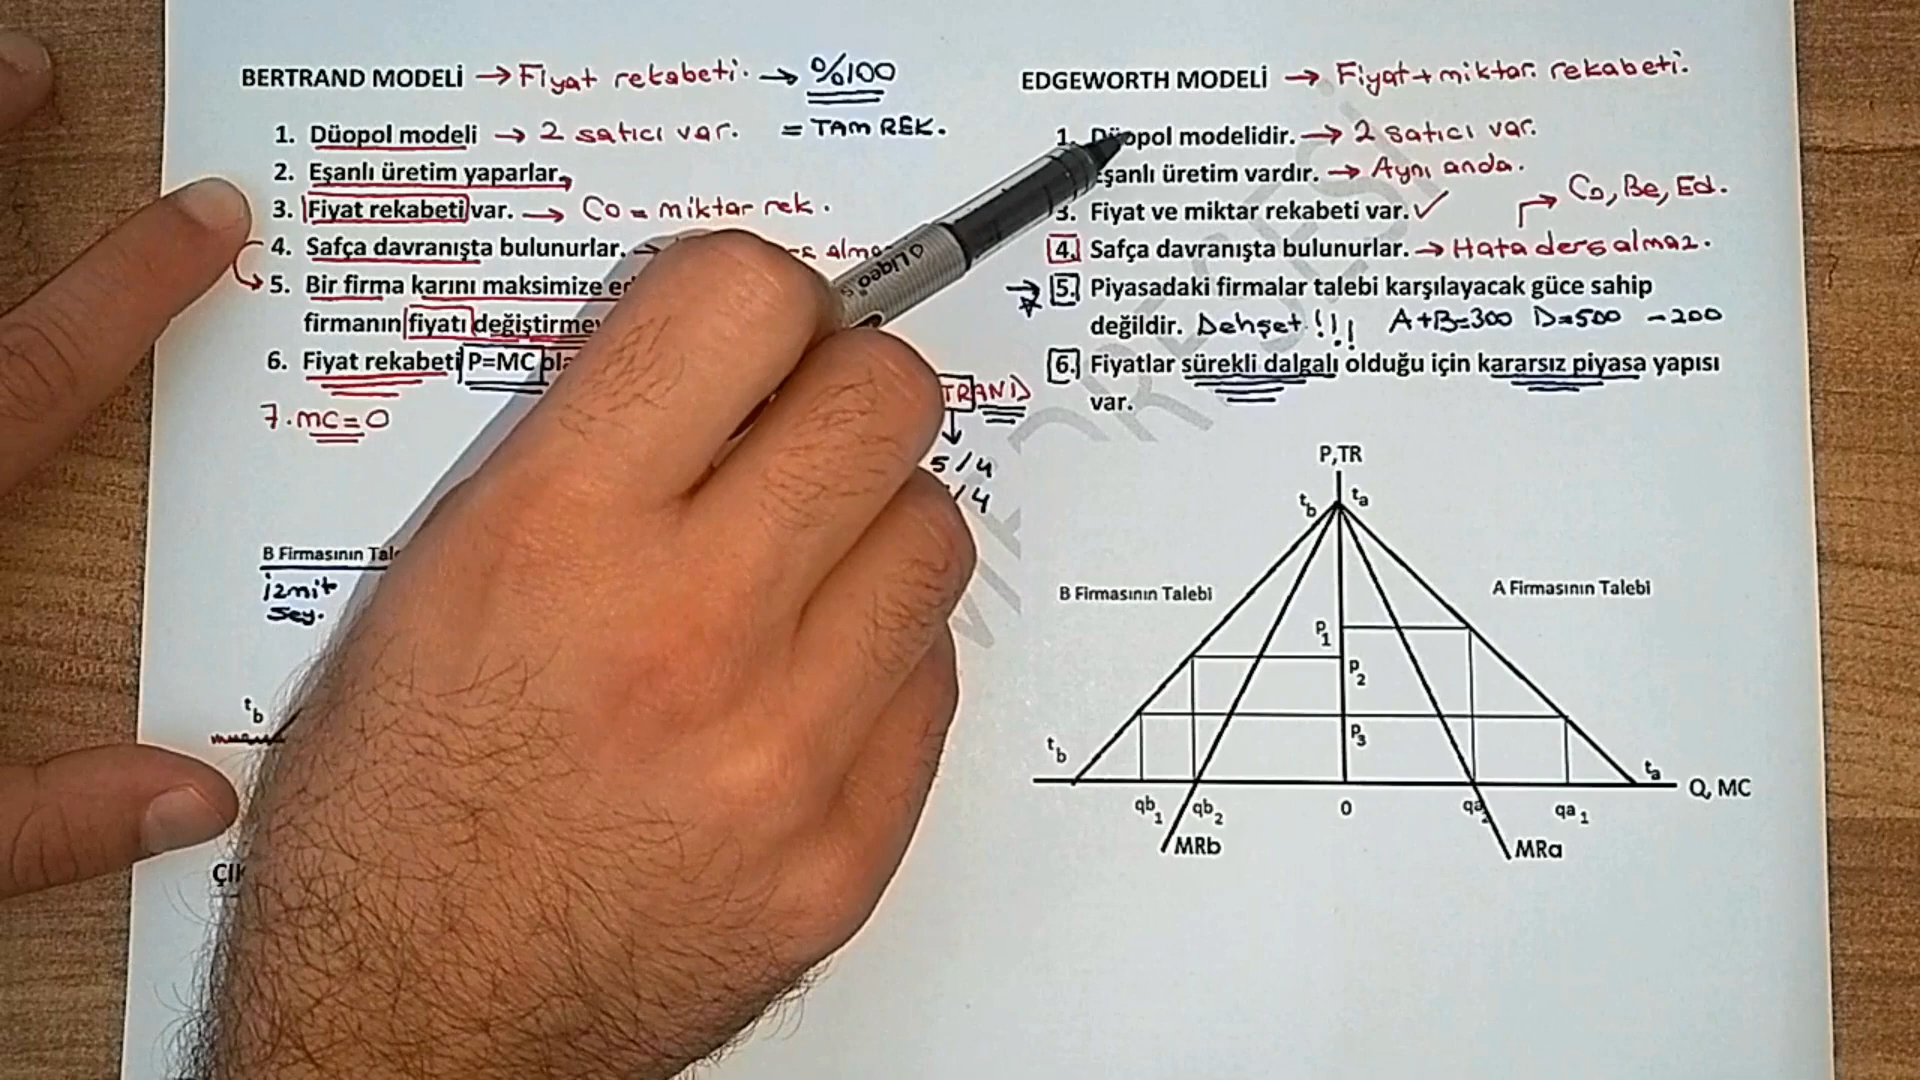 BERTRAND MODELİ → Fiyat rekabeti. → %100
= TAM REK.
1. Düopol modeli → 2 satıcı var.
2. Eşanlı üretim yaparlar.
3. Fiyat rekabeti var. → Co = miktar rek.
4. Safça davranışta bulunurlar. →
5. Bir firma karını maksimize
firmanın fiyatı
6. Fiyat rekabeti P=MC
7. mc=0
5/4
/4
B Firmasının
izmit
Sey.
tb
EDGEWORTH MODELİ → Fiyat+miktar. rekabeti.
1. Düopol modelidir. → 2 satıcı var.
Eşanlı üretim vardır. → Aynı anda.
3. Fiyat ve miktar rekabeti var. ✓ → Co, Be, Ed.
4. Safça davranışta bulunurlar. → Hata ders almaz.
→ 5. Piyasadaki firmalar talebi karşılayacak güce sahip
değildir. Dehşet !!! A+B=300 D=500 -200
6. Fiyatlar sürekli dalgalı olduğu için kararsız piyasa yapısı
var.
P,TR
tb ta
B Firmasının Talebi
A Firmasının Talebi
P1
P2
P3
tb
ta
Q, MC
qb1 qb2 0 qa2 qa1
MRb MRa